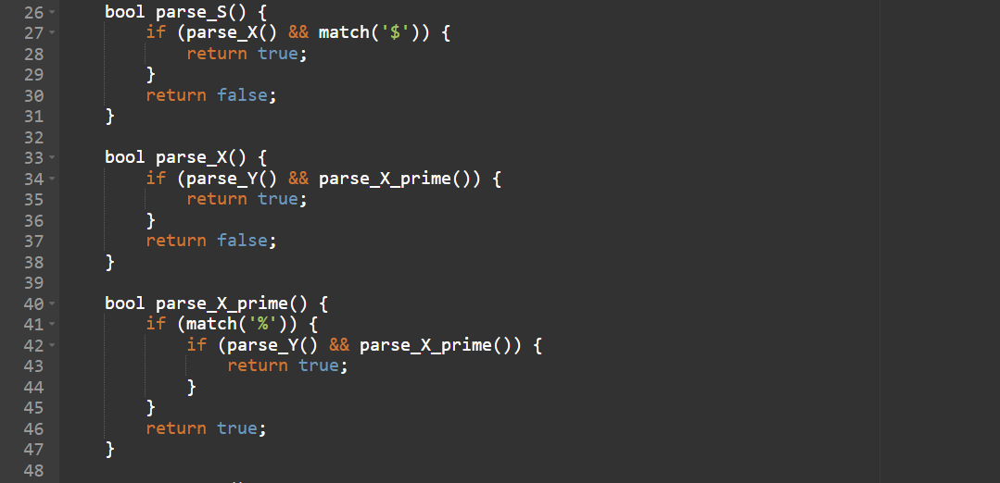 26 bool parse_S() {
27 if (parse_X() && match('$')) {
28 return true;
29 }
30 return false;
31 }
32
33 bool parse_X() {
34 if (parse_Y() && parse_X_prime()) {
35 return true;
36 }
37 return false;
38 }
39
40 bool parse_X_prime() {
41 if (match('%')) {
42 if (parse_Y() && parse_X_prime()) {
43 return true;
44 }
45 }
46 return true;
47 }
48